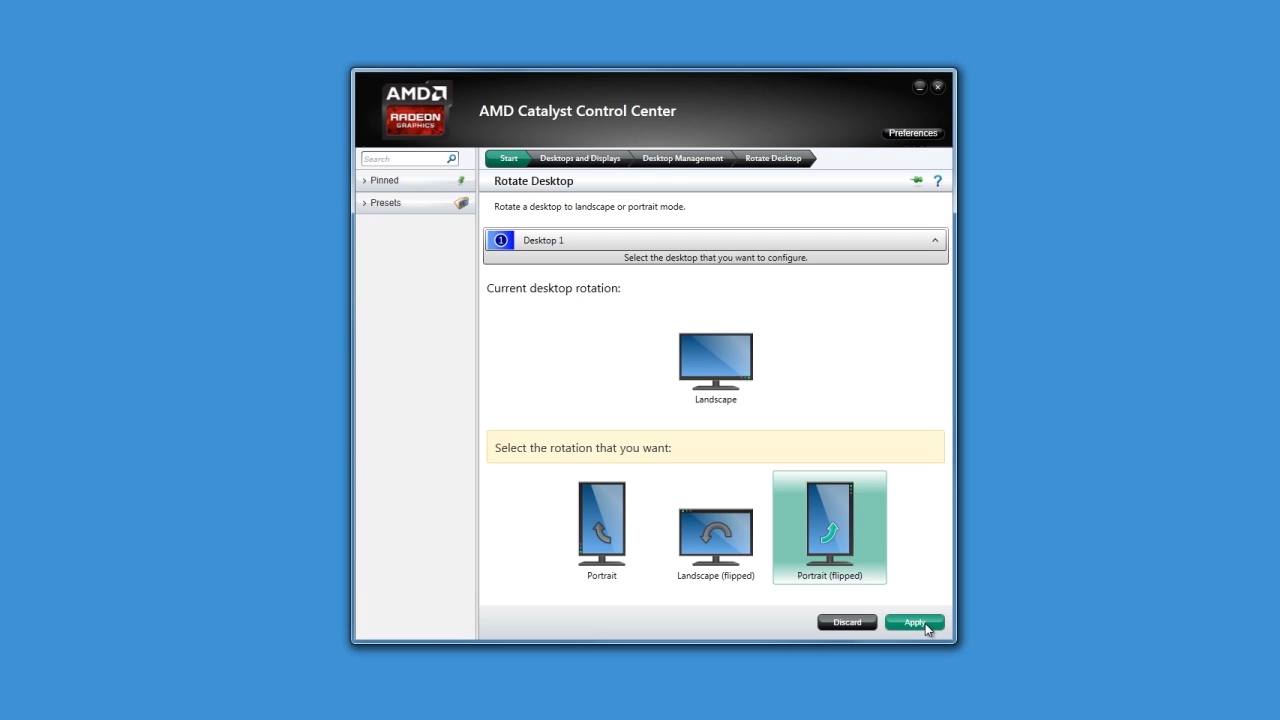 AMD
RADEON
GRAPHICS
AMD Catalyst Control Center
Preferences
Search
Start
Desktops and Displays
Desktop Management
Rotate Desktop
Pinned
Presets
Rotate Desktop
?
Rotate a desktop to landscape or portrait mode.
1
Desktop 1
Select the desktop that you want to configure.
Current desktop rotation:
Landscape
Select the rotation that you want:
Portrait
Landscape (flipped)
Portrait (flipped)
Discard
Apply